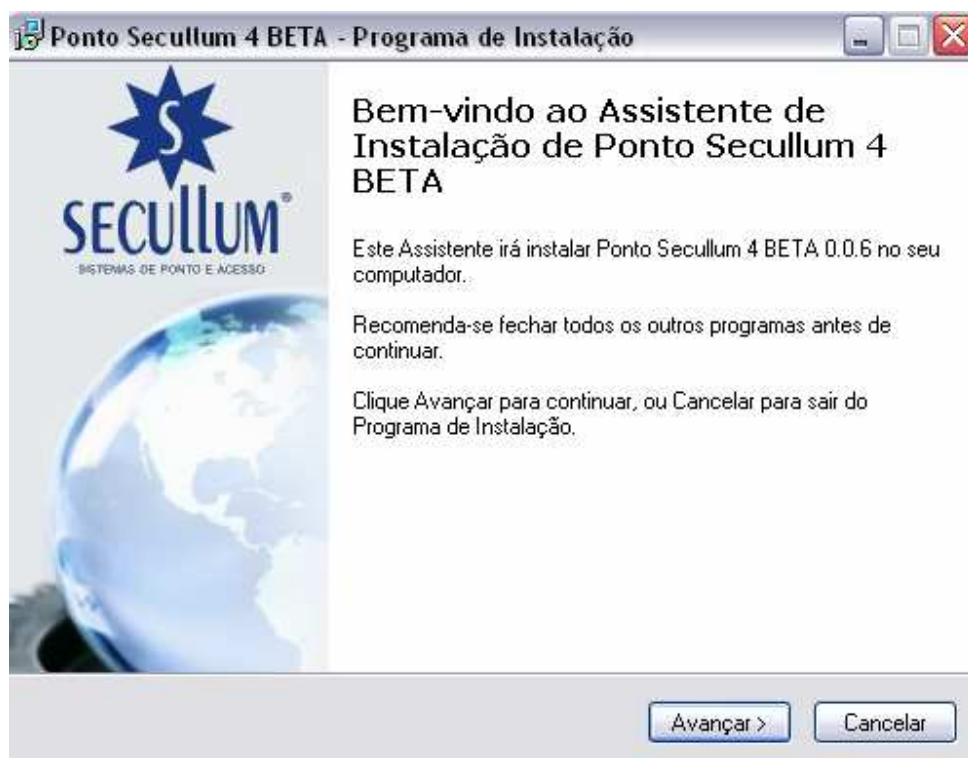 Ponto Secullum 4 BETA - Programa de Instalação
S
SECULLUM®
SISTEMAS DE PONTO E ACESSO
Bem-vindo ao Assistente de
Instalação de Ponto Secullum 4
BETA
Este Assistente irá instalar Ponto Secullum 4 BETA 0.0.6 no seu
computador.
Recomenda-se fechar todos os outros programas antes de
continuar.
Clique Avançar para continuar, ou Cancelar para sair do
Programa de Instalação.
Avançar >
Cancelar